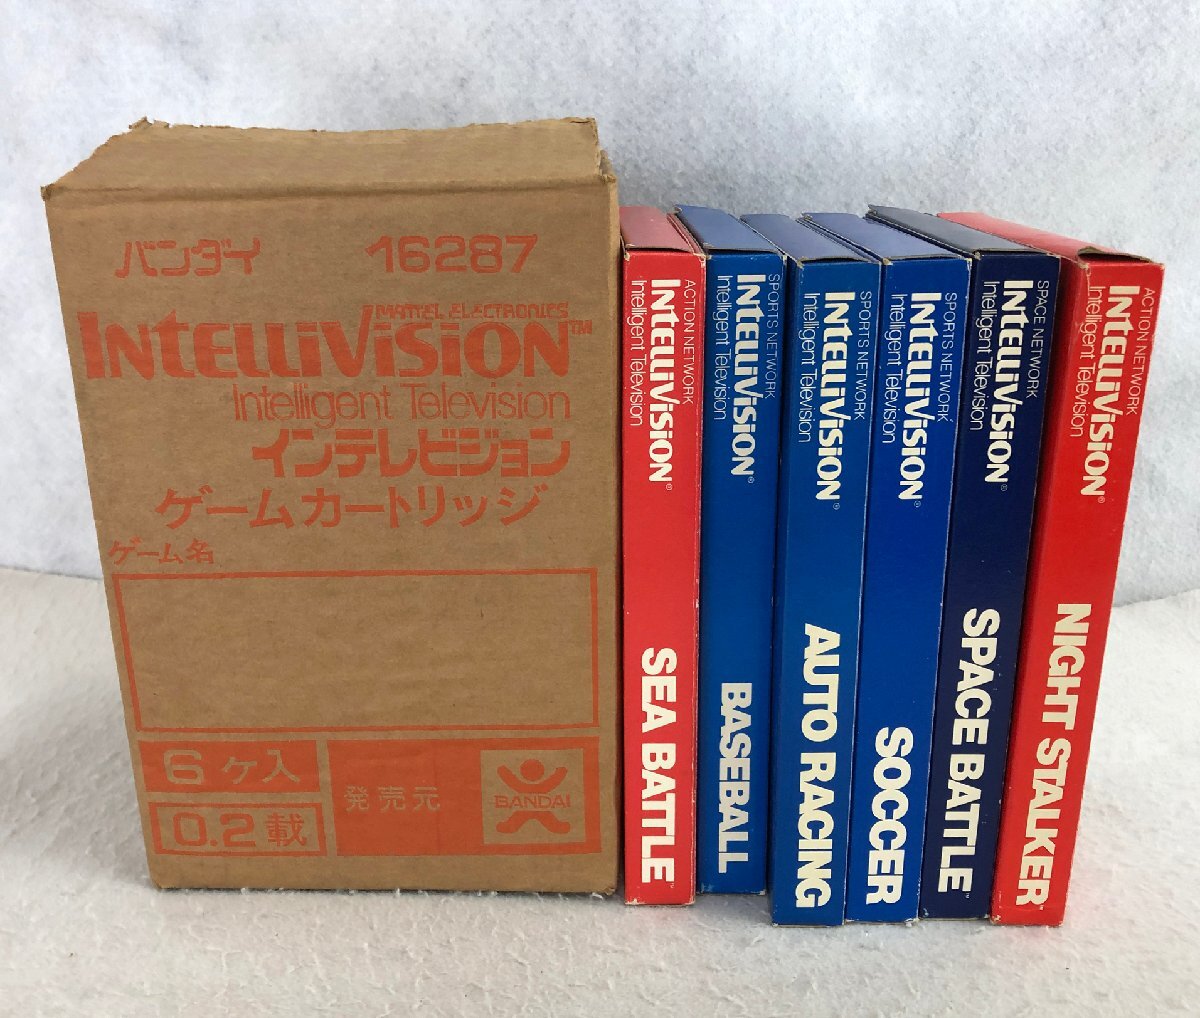 バンダイ 16287
MATTEL ELECTRONICS
INTELLIVISION™
Intelligent Television
インテレビジョン
ゲームカートリッジ
ゲーム名
6ヶ入
0.2載
発売元
BANDAI
ACTION NETWORK
INTELLIVISION®
Intelligent Television
SEA BATTLE™
SPORTS NETWORK
INTELLIVISION®
Intelligent Television
BASEBALL
SPORTS NETWORK
INTELLIVISION®
Intelligent Television
AUTO RACING
SPORTS NETWORK
INTELLIVISION®
Intelligent Television
SOCCER
SPACE NETWORK
INTELLIVISION®
Intelligent Television
SPACE BATTLE™
ACTION NETWORK
INTELLIVISION®
Intelligent Television
NIGHT STALKER™